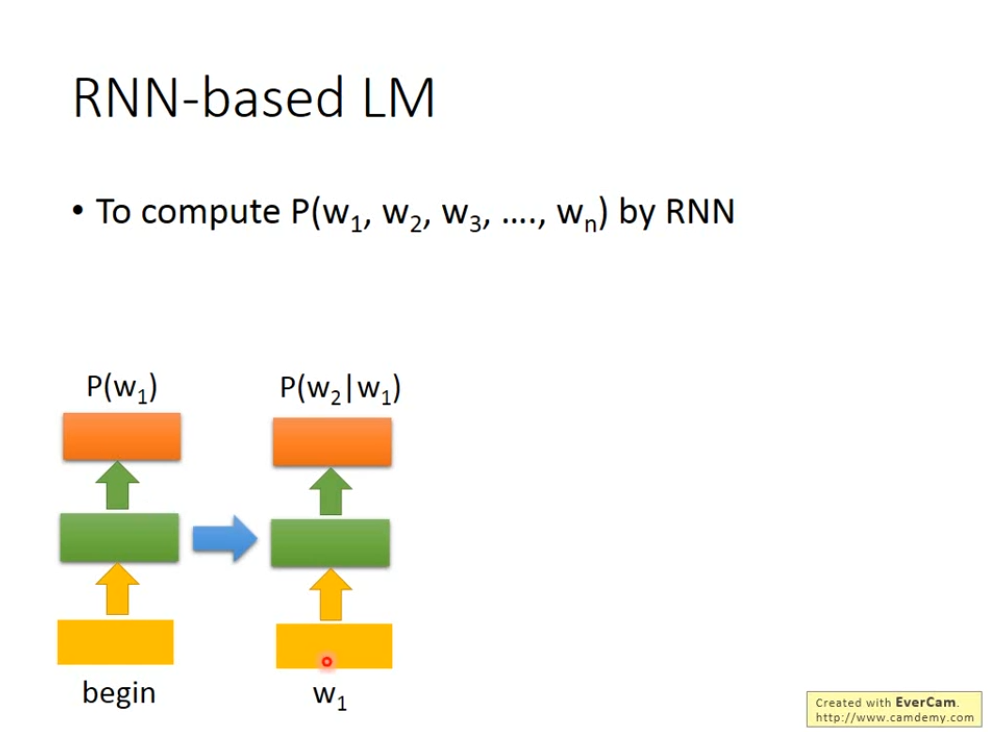 RNN-based LM
• To compute P(w₁, w₂, w₃, …., wₙ) by RNN
P(w₁) P(w₂|w₁)
begin w₁
Created with EverCam.
http://www.camdemy.com